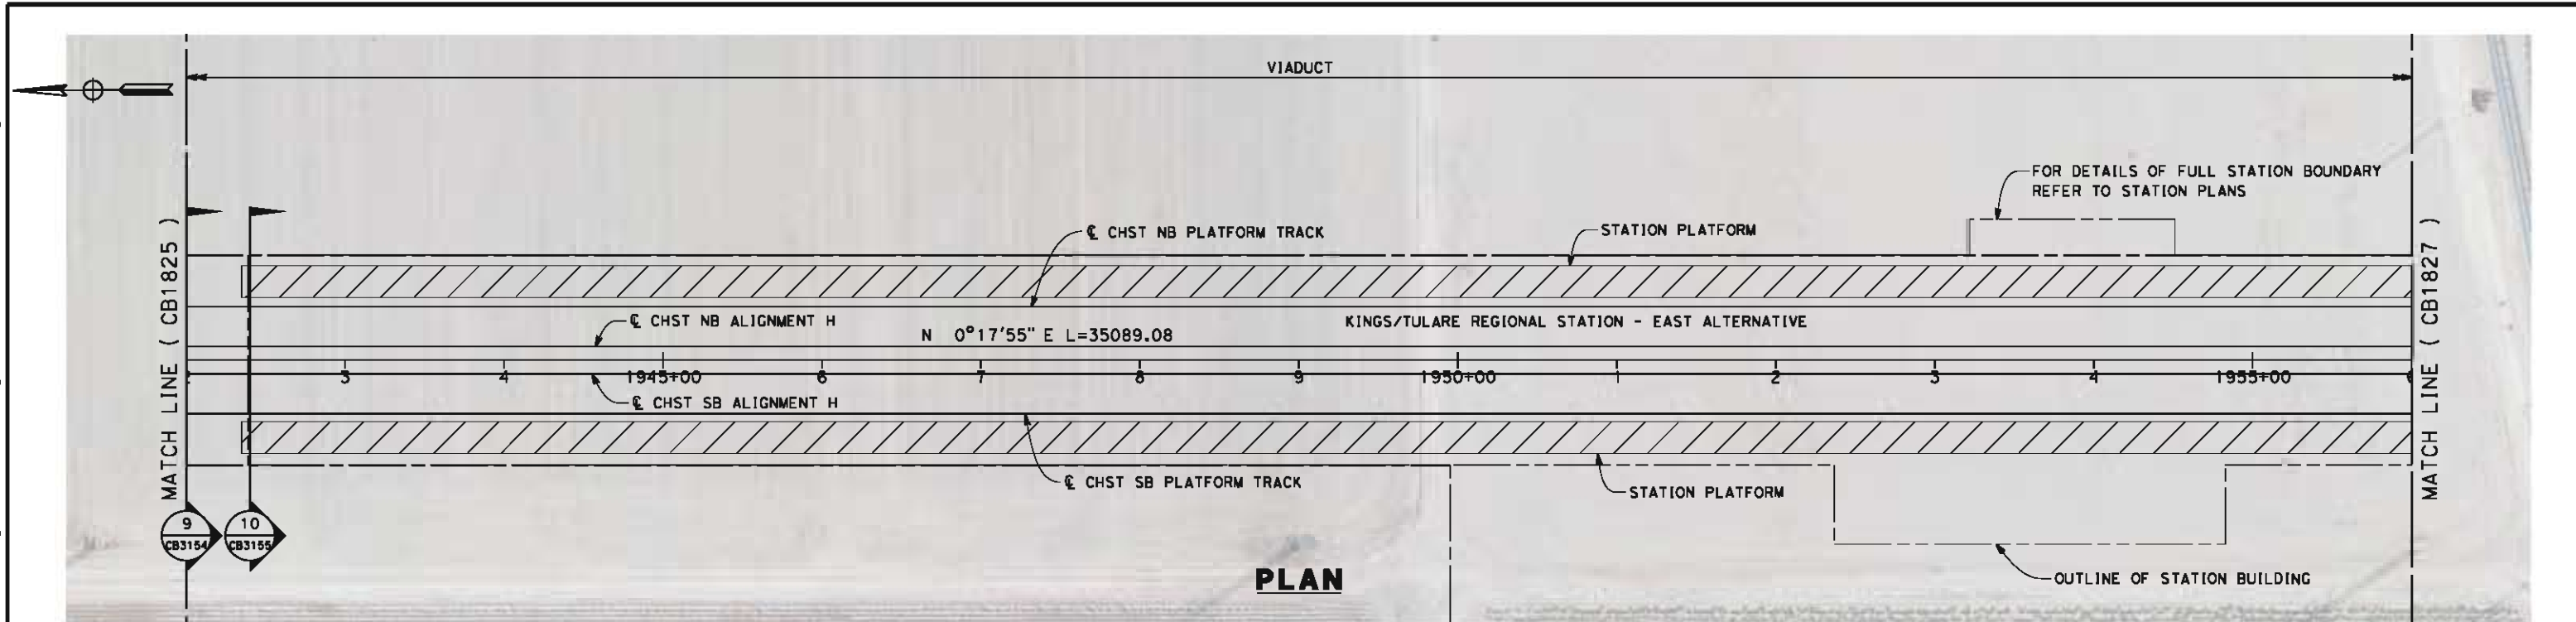 VIADUCT
FOR DETAILS OF FULL STATION BOUNDARY
REFER TO STATION PLANS
℄ CHST NB PLATFORM TRACK
STATION PLATFORM
MATCH LINE ( CB1825 )
MATCH LINE ( CB1827 )
℄ CHST NB ALIGNMENT H
KINGS/TULARE REGIONAL STATION - EAST ALTERNATIVE
N 0°17'55" E L=35089.08
3 4 1945+00 6 7 8 9 1950+00 1 2 3 4 1955+00
℄ CHST SB ALIGNMENT H
℄ CHST SB PLATFORM TRACK
STATION PLATFORM
9
CB3154
10
CB3155
PLAN
OUTLINE OF STATION BUILDING